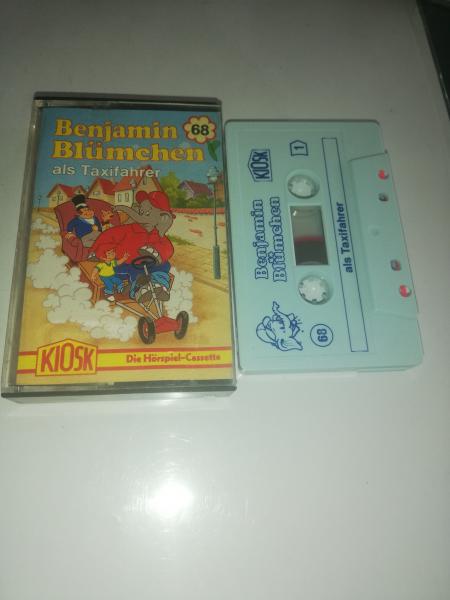 Benjamin
Blümchen
68
als Taxifahrer
KIOSK
Die Hörspiel-Cassette
Benjamin
Blümchen
KIOSK
1
als Taxifahrer
68